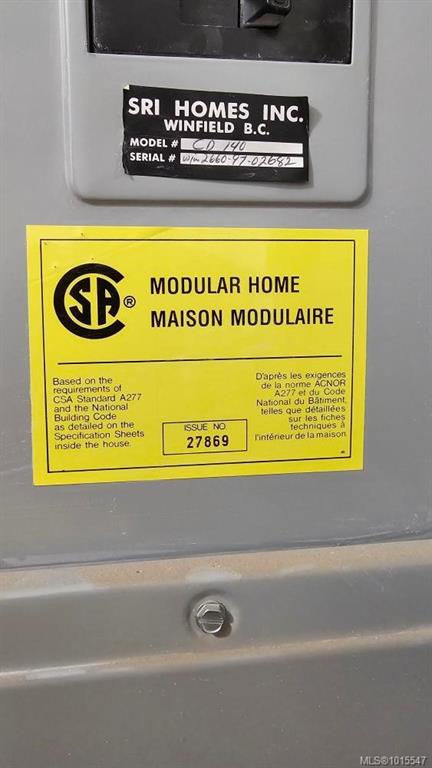 SRI HOMES INC.
WINFIELD B.C.
MODEL # CD 140
SERIAL # W/m 2660-97-02682
CSA ®
MODULAR HOME
MAISON MODULAIRE
Based on the
requirements of
CSA Standard A277
and the National
Building Code
as detailed on the
Specification Sheets
inside the house.
ISSUE NO.
27869
D'après les exigences
de la norme ACNOR
A277 et du Code
National du Bâtiment,
telles que détaillées
sur les fiches
techniques à
l'intérieur de la maison
MLS®1015547